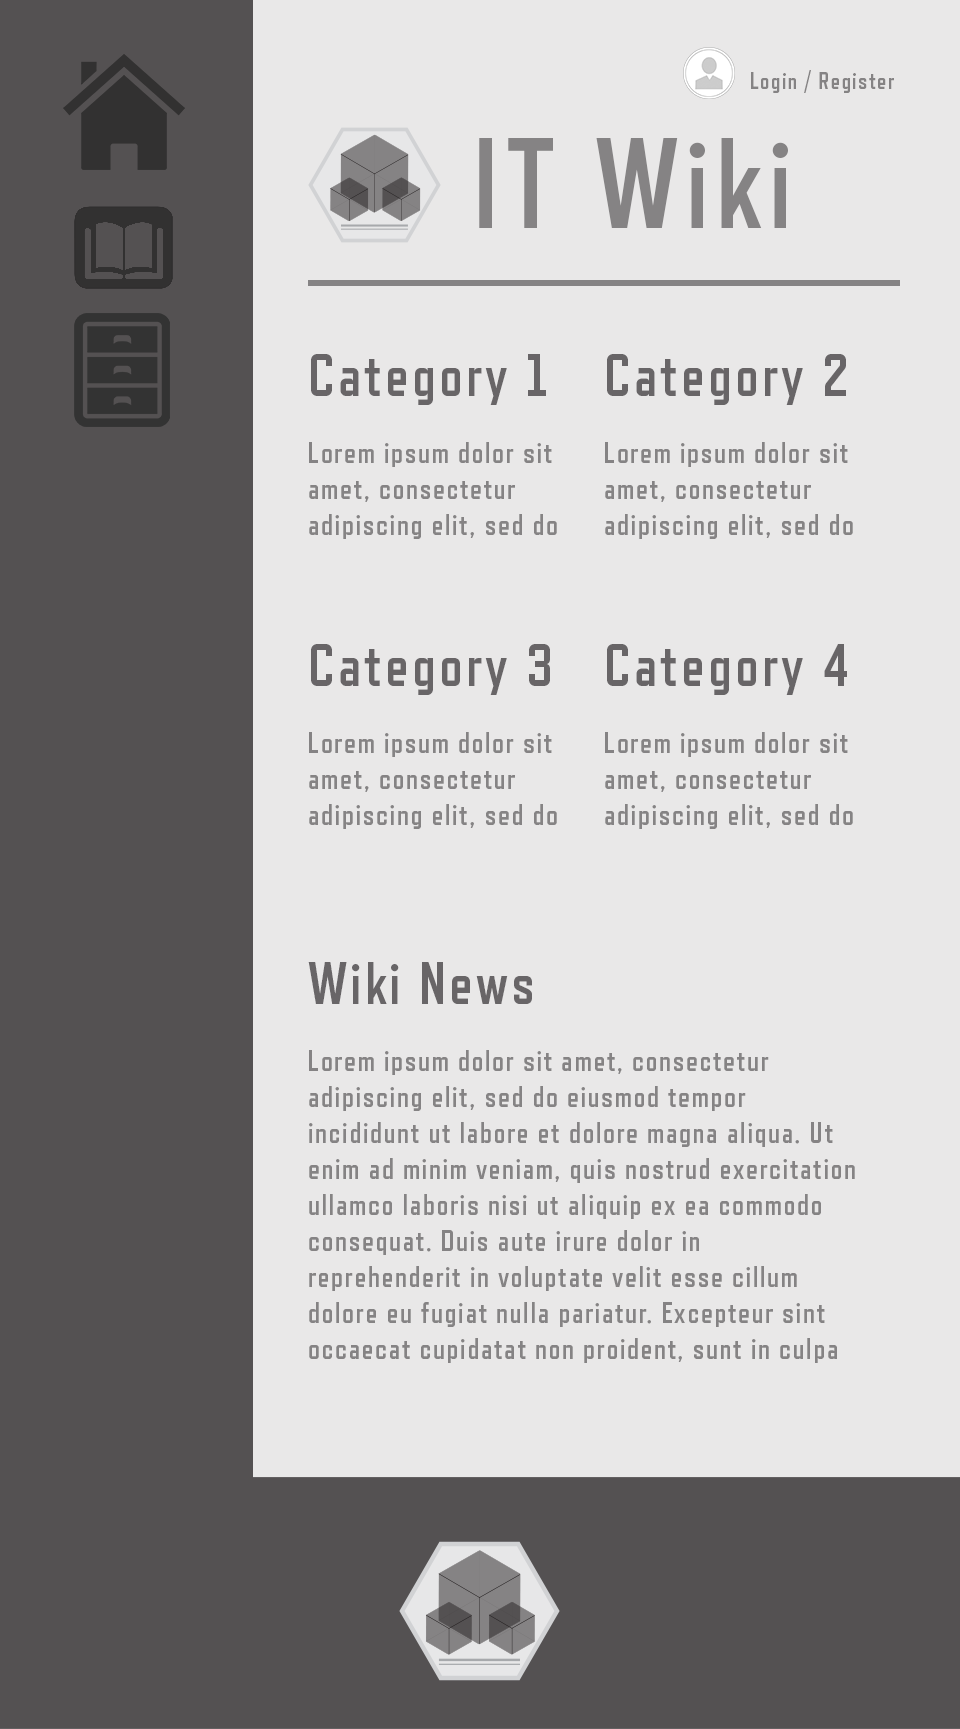 Login / Register
IT Wiki
Category 1
Lorem ipsum dolor sit
amet, consectetur
adipiscing elit, sed do
Category 2
Lorem ipsum dolor sit
amet, consectetur
adipiscing elit, sed do
Category 3
Lorem ipsum dolor sit
amet, consectetur
adipiscing elit, sed do
Category 4
Lorem ipsum dolor sit
amet, consectetur
adipiscing elit, sed do
Wiki News
Lorem ipsum dolor sit amet, consectetur
adipiscing elit, sed do eiusmod tempor
incididunt ut labore et dolore magna aliqua. Ut
enim ad minim veniam, quis nostrud exercitation
ullamco laboris nisi ut aliquip ex ea commodo
consequat. Duis aute irure dolor in
reprehenderit in voluptate velit esse cillum
dolore eu fugiat nulla pariatur. Excepteur sint
occaecat cupidatat non proident, sunt in culpa